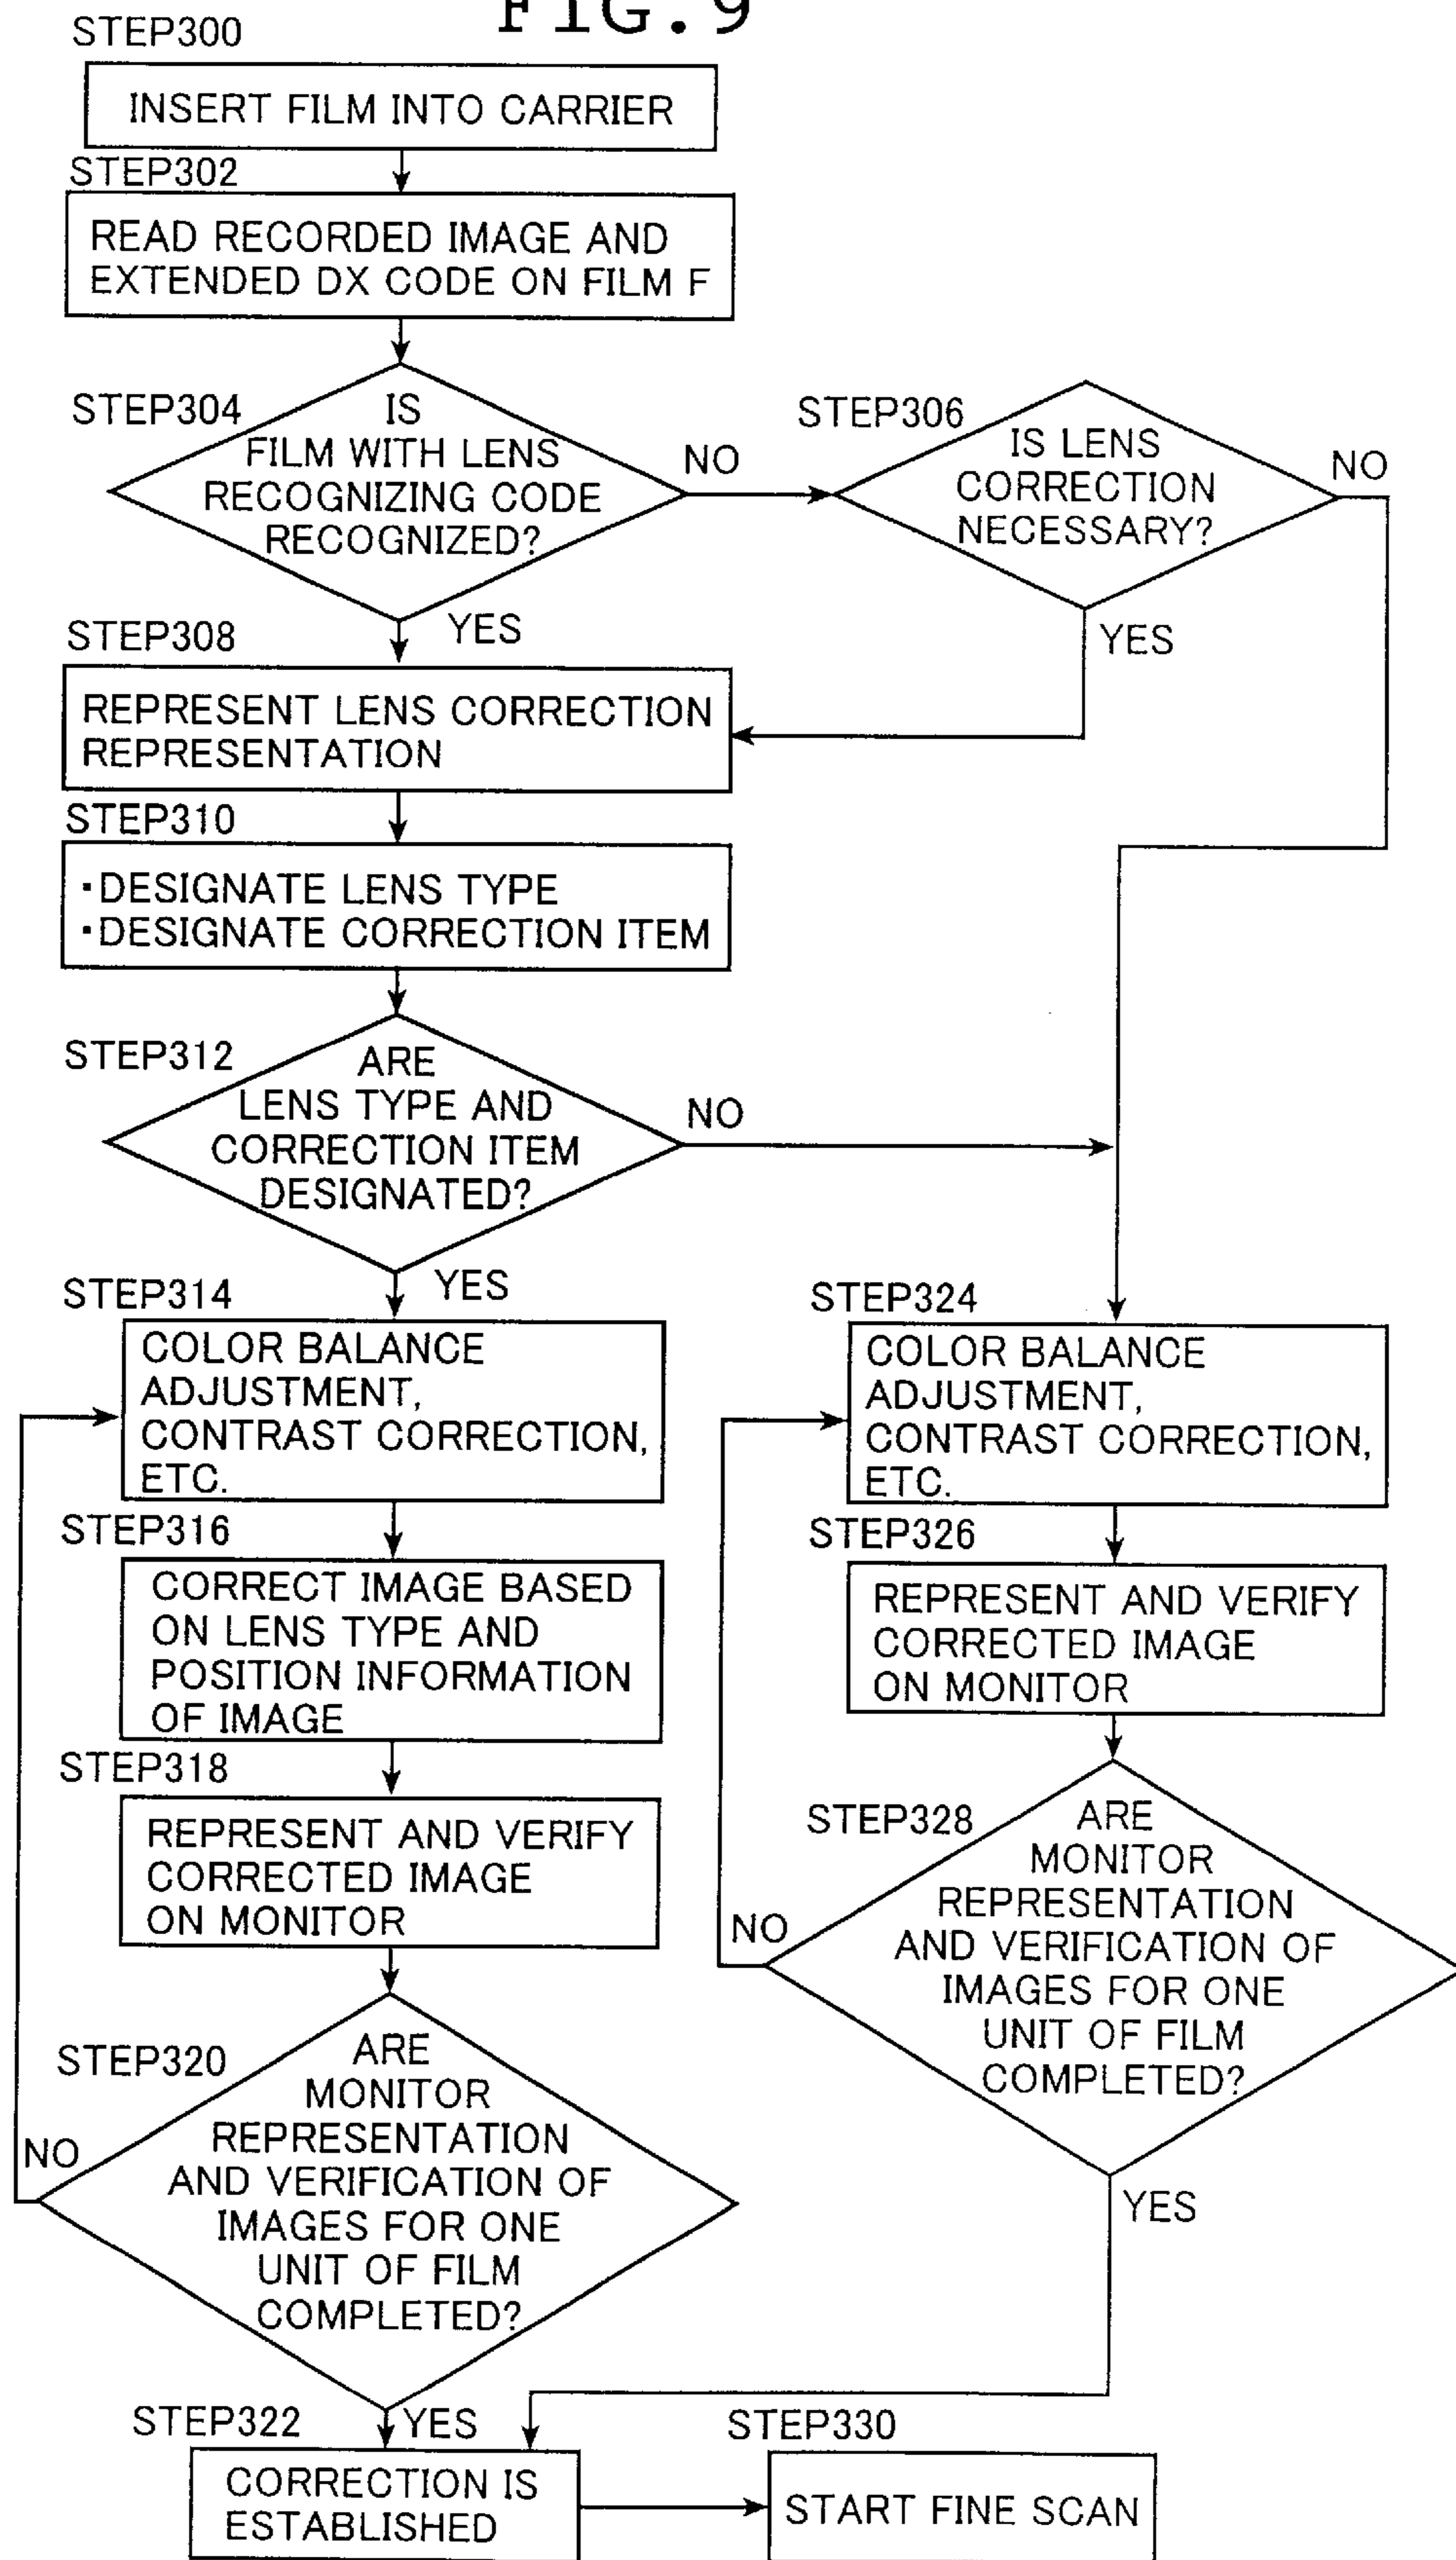 FIG.9
STEP300
INSERT FILM INTO CARRIER
STEP302
READ RECORDED IMAGE AND
EXTENDED DX CODE ON FILM F
STEP304
IS
FILM WITH LENS
RECOGNIZING CODE
RECOGNIZED?
NO
YES
STEP306
IS LENS
CORRECTION
NECESSARY?
NO
YES
STEP308
REPRESENT LENS CORRECTION
REPRESENTATION
STEP310
・DESIGNATE LENS TYPE
・DESIGNATE CORRECTION ITEM
STEP312
ARE
LENS TYPE AND
CORRECTION ITEM
DESIGNATED?
NO
YES
STEP314
COLOR BALANCE
ADJUSTMENT,
CONTRAST CORRECTION,
ETC.
STEP316
CORRECT IMAGE BASED
ON LENS TYPE AND
POSITION INFORMATION
OF IMAGE
STEP318
REPRESENT AND VERIFY
CORRECTED IMAGE
ON MONITOR
STEP320
ARE
MONITOR
REPRESENTATION
AND VERIFICATION OF
IMAGES FOR ONE
UNIT OF FILM
COMPLETED?
NO
YES
STEP324
COLOR BALANCE
ADJUSTMENT,
CONTRAST CORRECTION,
ETC.
STEP326
REPRESENT AND VERIFY
CORRECTED IMAGE
ON MONITOR
STEP328
ARE
MONITOR
REPRESENTATION
AND VERIFICATION OF
IMAGES FOR ONE
UNIT OF FILM
COMPLETED?
NO
YES
STEP322
CORRECTION IS
ESTABLISHED
STEP330
START FINE SCAN